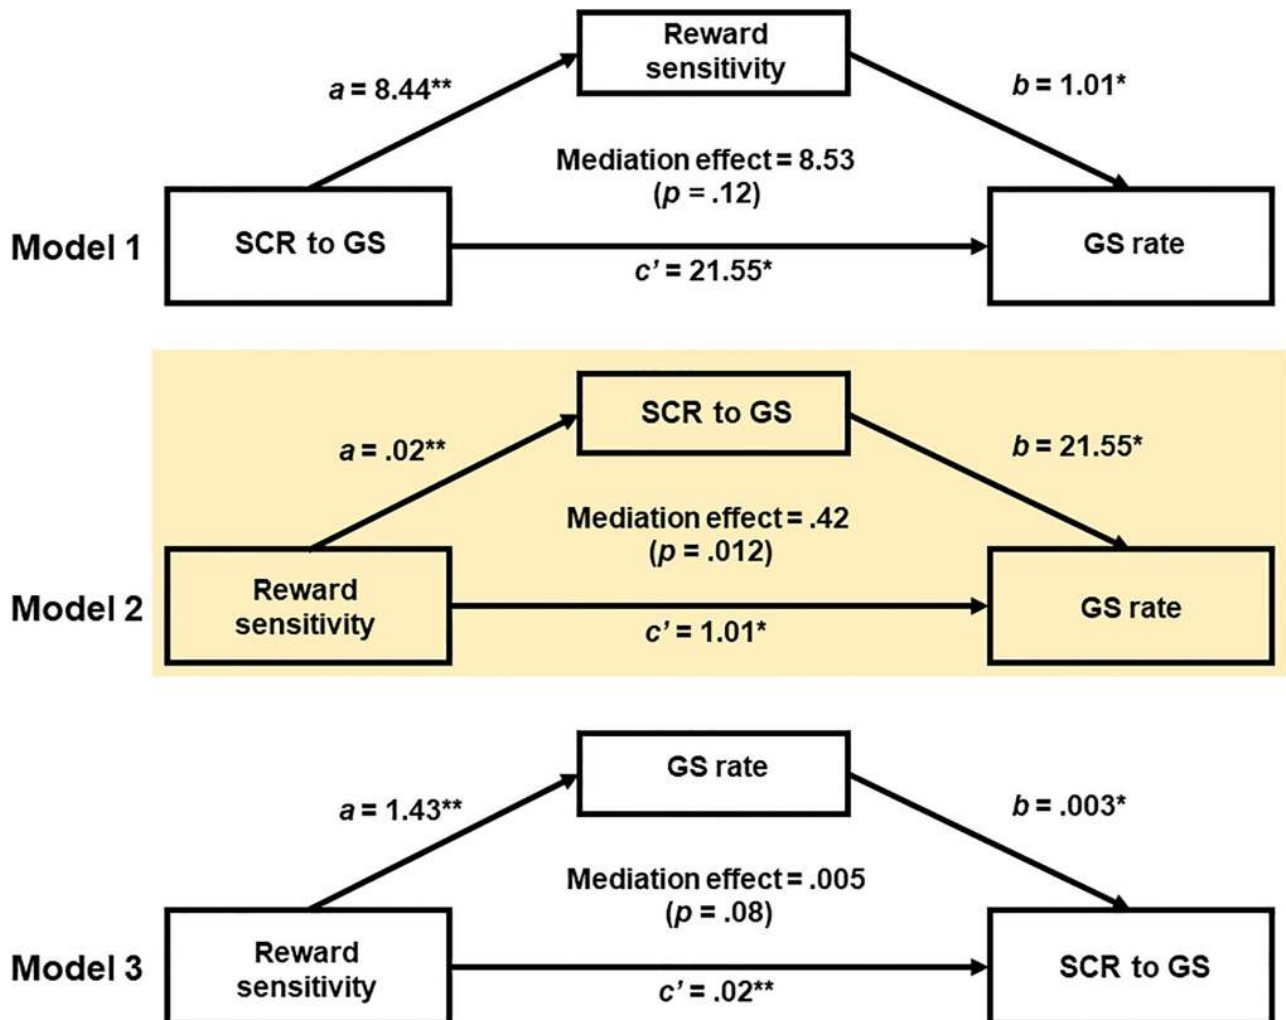 Reward
sensitivity
a = 8.44**
b = 1.01*
Mediation effect = 8.53
(p = .12)
Model 1
SCR to GS
GS rate
c’ = 21.55*
SCR to GS
a = .02**
b = 21.55*
Mediation effect = .42
(p = .012)
Model 2
Reward
sensitivity
GS rate
c’ = 1.01*
GS rate
a = 1.43**
b = .003*
Mediation effect = .005
(p = .08)
Model 3
Reward
sensitivity
SCR to GS
c’ = .02**